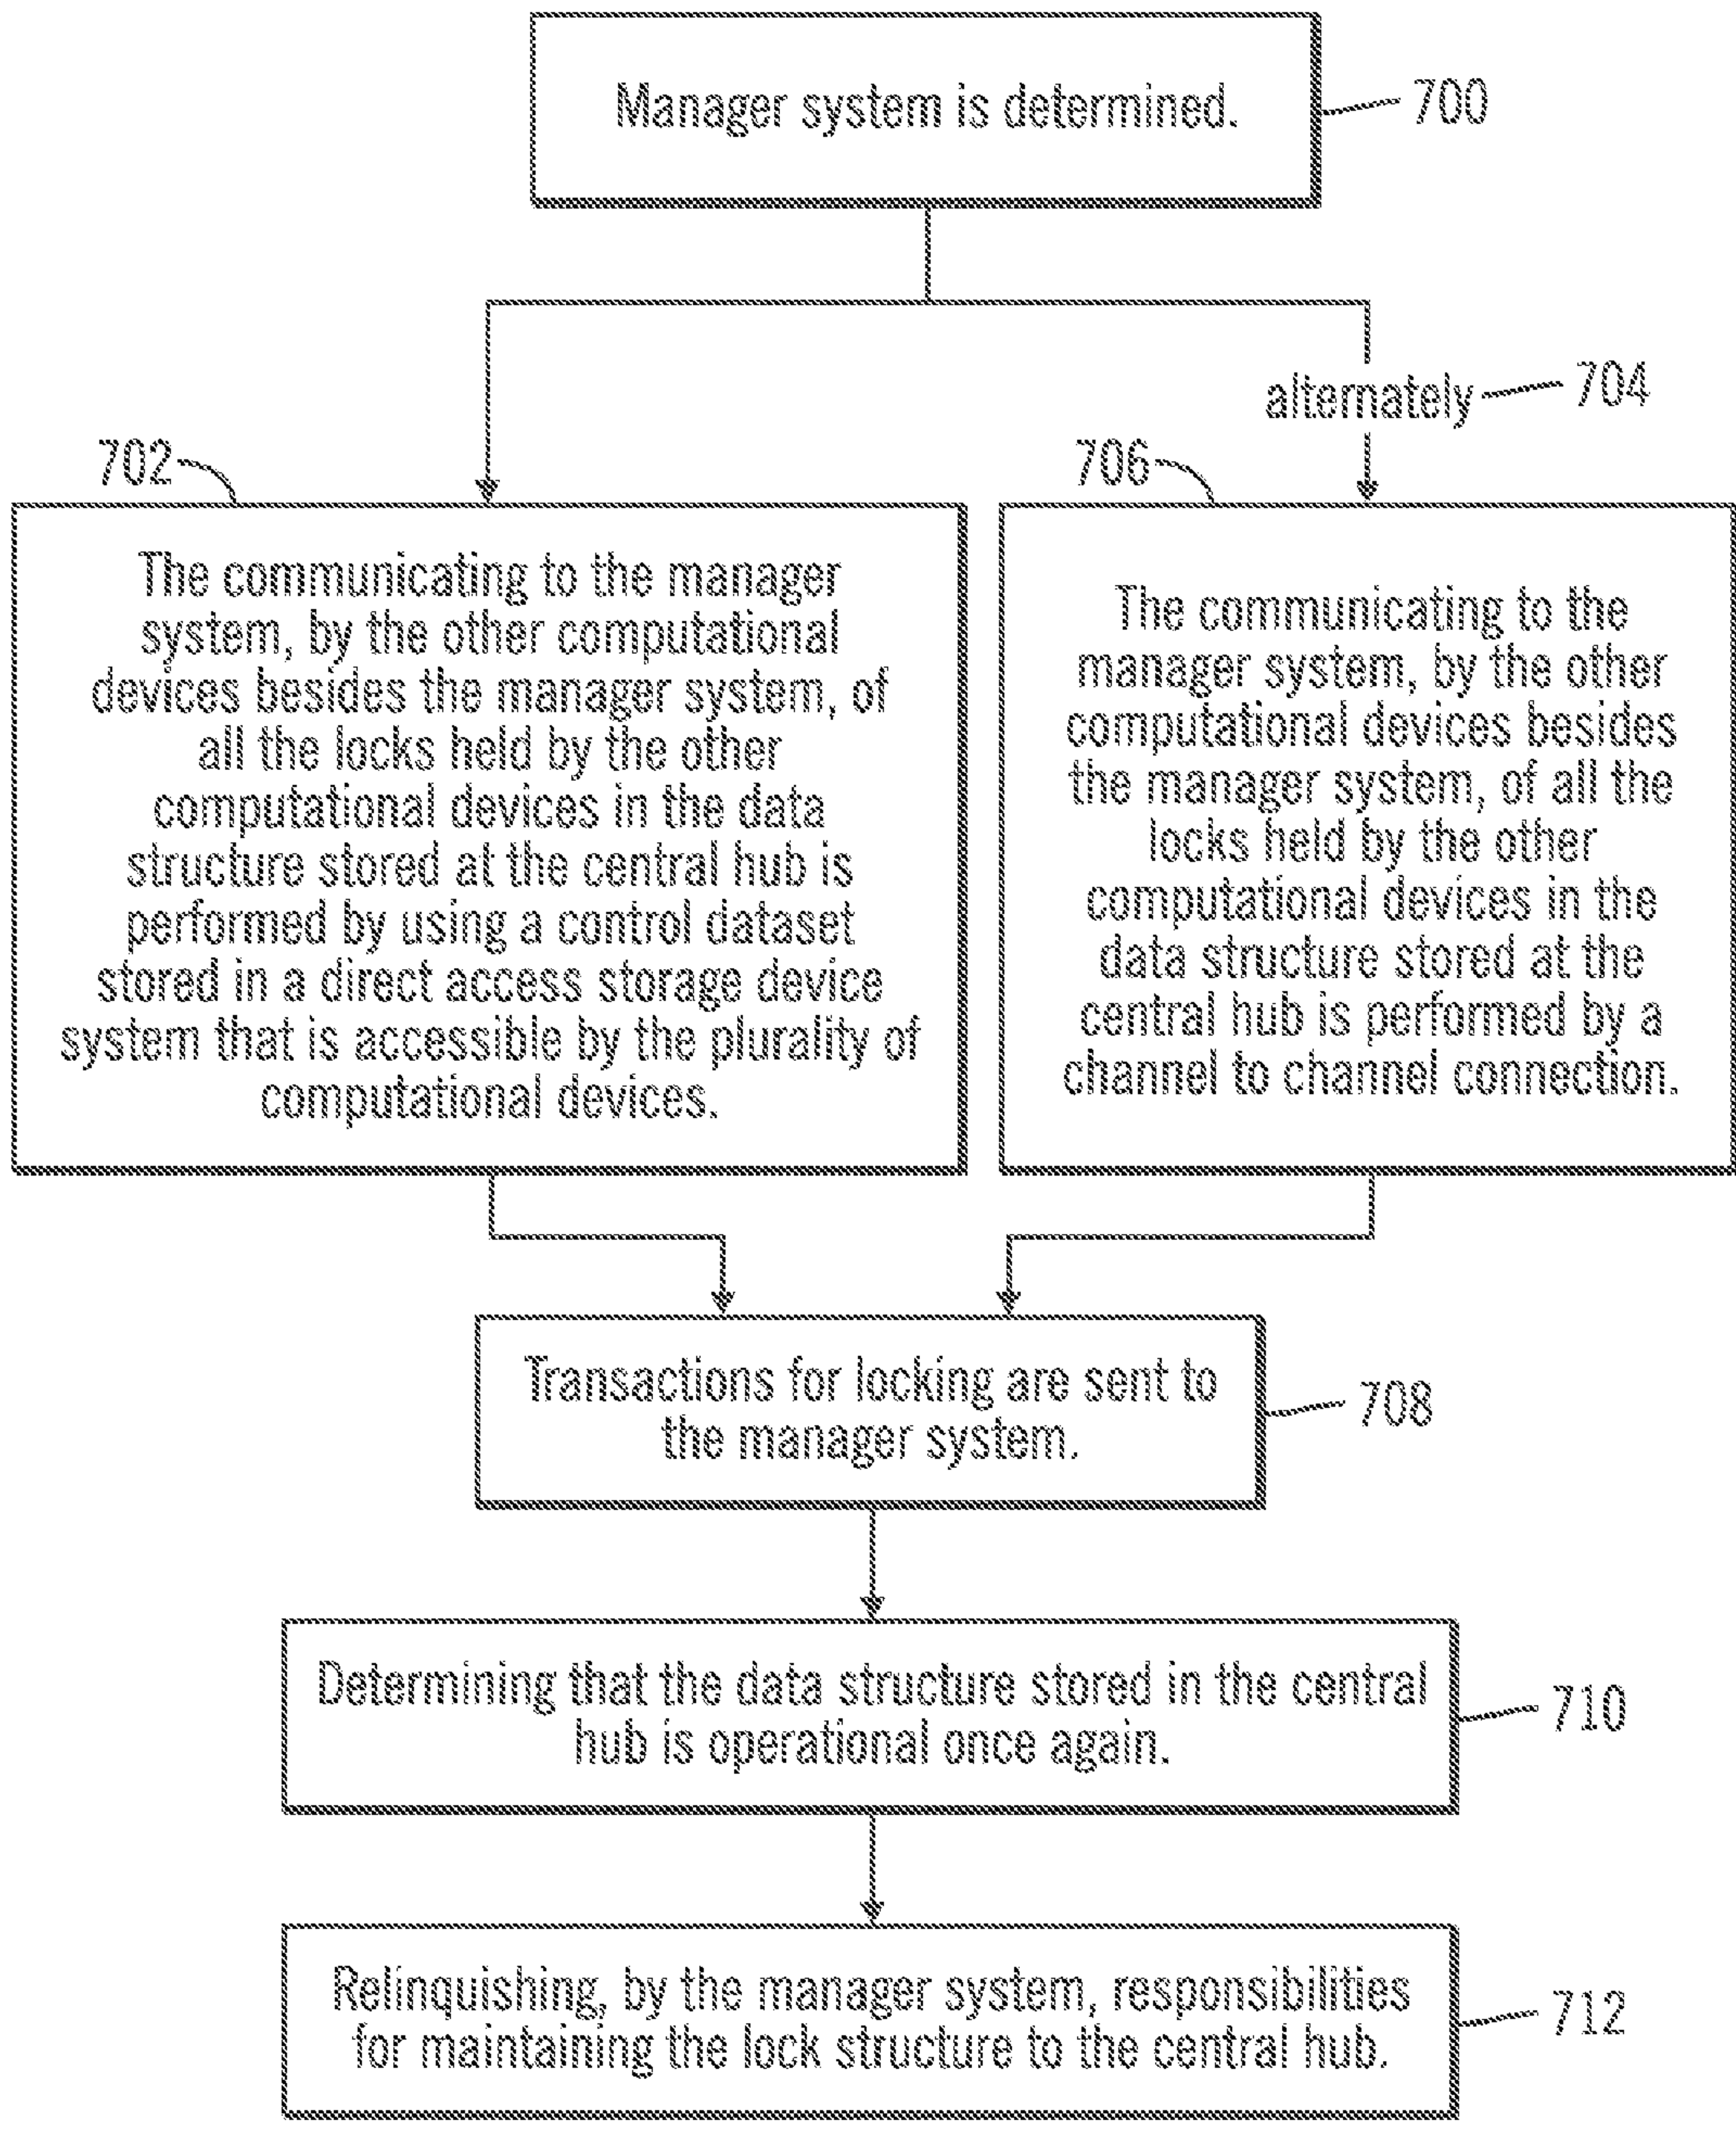 Manager system is determined.
700
alternately
704
702
The communicating to the manager
system, by the other computational
devices besides the manager system, of
all the locks held by the other
computational devices in the data
structure stored at the central hub is
performed by using a control dataset
stored in a direct access storage device
system that is accessible by the plurality of
computational devices.
706
The communicating to the
manager system, by the other
computational devices besides
the manager system, of all the
locks held by the other
computational devices in the
data structure stored at the
central hub is performed by a
channel to channel connection.
Transactions for locking are sent to
the manager system.
708
Determining that the data structure stored in the central
hub is operational once again.
710
Relinquishing, by the manager system, responsibilities
for maintaining the lock structure to the central hub.
712